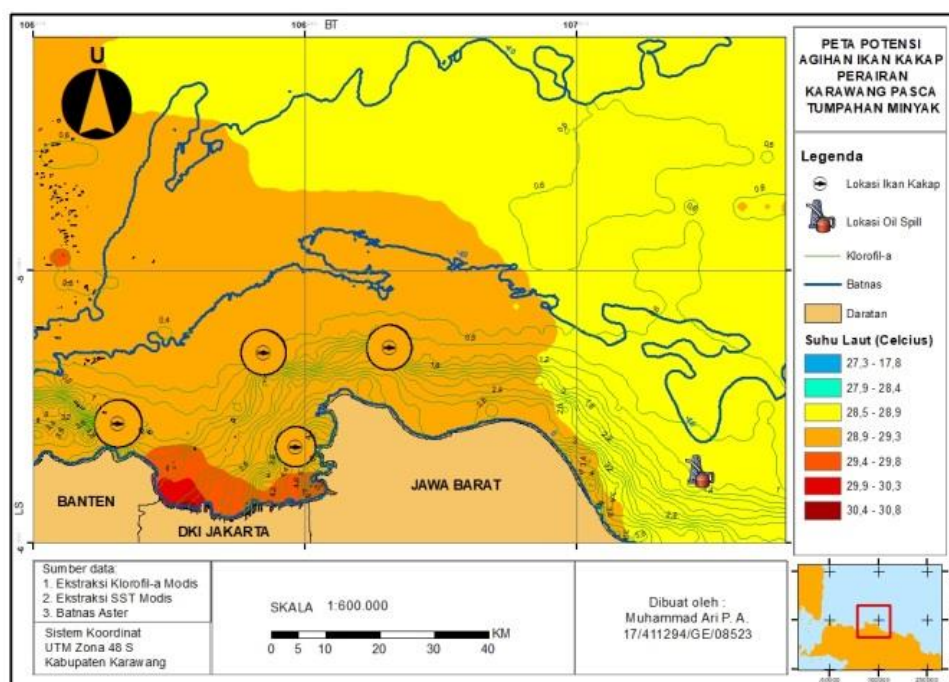 PETA POTENSI
AGIHAN IKAN KAKAP
PERAIRAN
KARAWANG PASCA
TUMPAHAN MINYAK
Legenda
Lokasi Ikan Kakap
Lokasi Oil Spill
Klorofil-a
Batnas
Daratan
Suhu Laut (Celcius)
27,3 - 17,8
27,9 - 28,4
28,5 - 28,9
28,9 - 29,3
29,4 - 29,8
29,9 - 30,3
30,4 - 30,8
106
BT
106
107
U
LS
BANTEN
DKI JAKARTA
JAWA BARAT
Sumber data:
1. Ekstraksi Klorofil-a Modis
2. Ekstraksi SST Modis
3. Batnas Aster
Sistem Koordinat
UTM Zona 48 S
Kabupaten Karawang
SKALA 1:600.000
KM
0 5 10 20 30 40
Dibuat oleh :
Muhammad Ari P. A.
17/411294/GE/08523